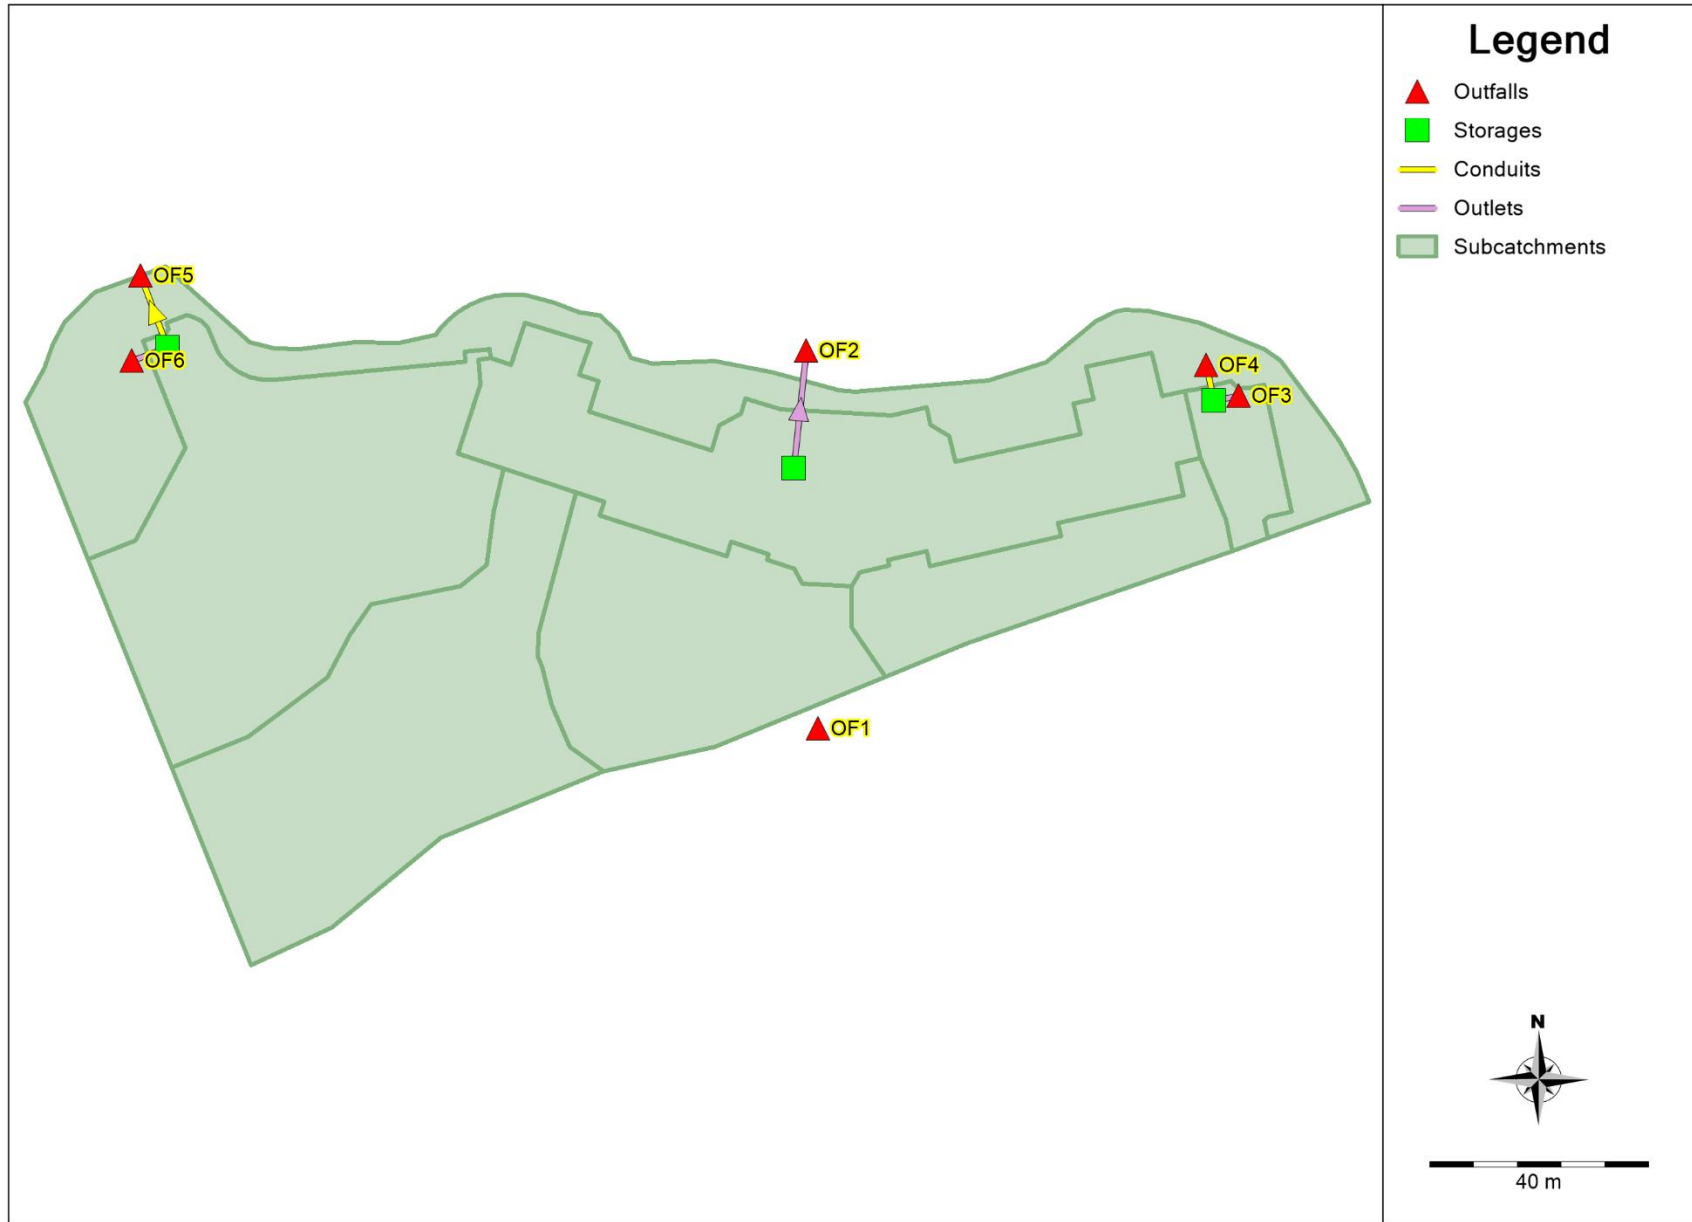 Legend
Outfalls
Storages
Conduits
Outlets
Subcatchments
OF5
OF6
OF2
OF4
OF3
OF1
N
40 m